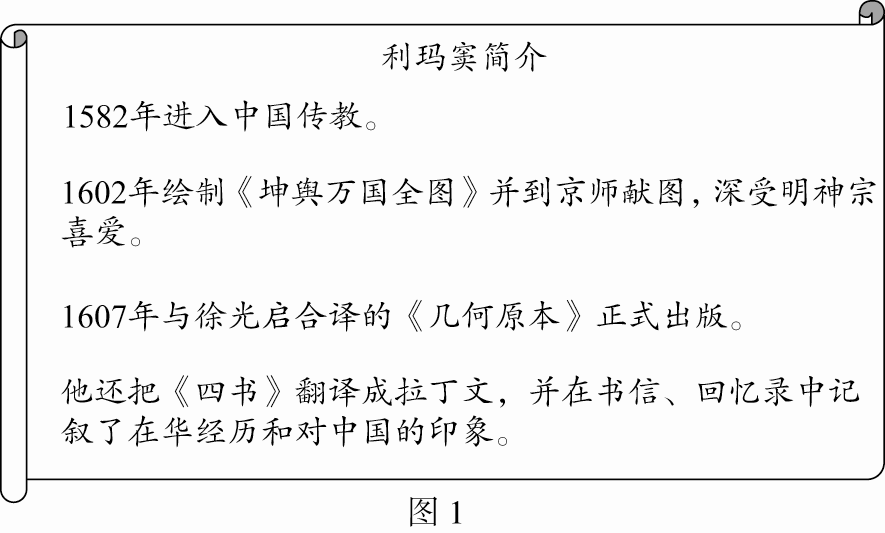 利玛窦简介
1582年进入中国传教。
1602年绘制《坤舆万国全图》并到京师献图，深受明神宗
喜爱。
1607年与徐光启合译的《几何原本》正式出版。
他还把《四书》翻译成拉丁文，并在书信、回忆录中记
叙了在华经历和对中国的印象。
图 1